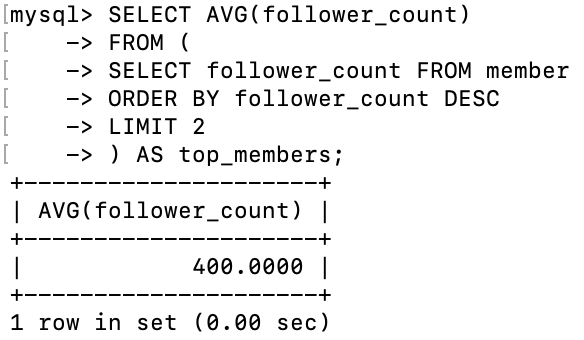 [mysql> SELECT AVG(follower_count)
[    -> FROM (
[    -> SELECT follower_count FROM member
[    -> ORDER BY follower_count DESC
[    -> LIMIT 2
[    -> ) AS top_members;
+-----------------------+
| AVG(follower_count) |
+-----------------------+
|            400.0000 |
+-----------------------+
1 row in set (0.00 sec)